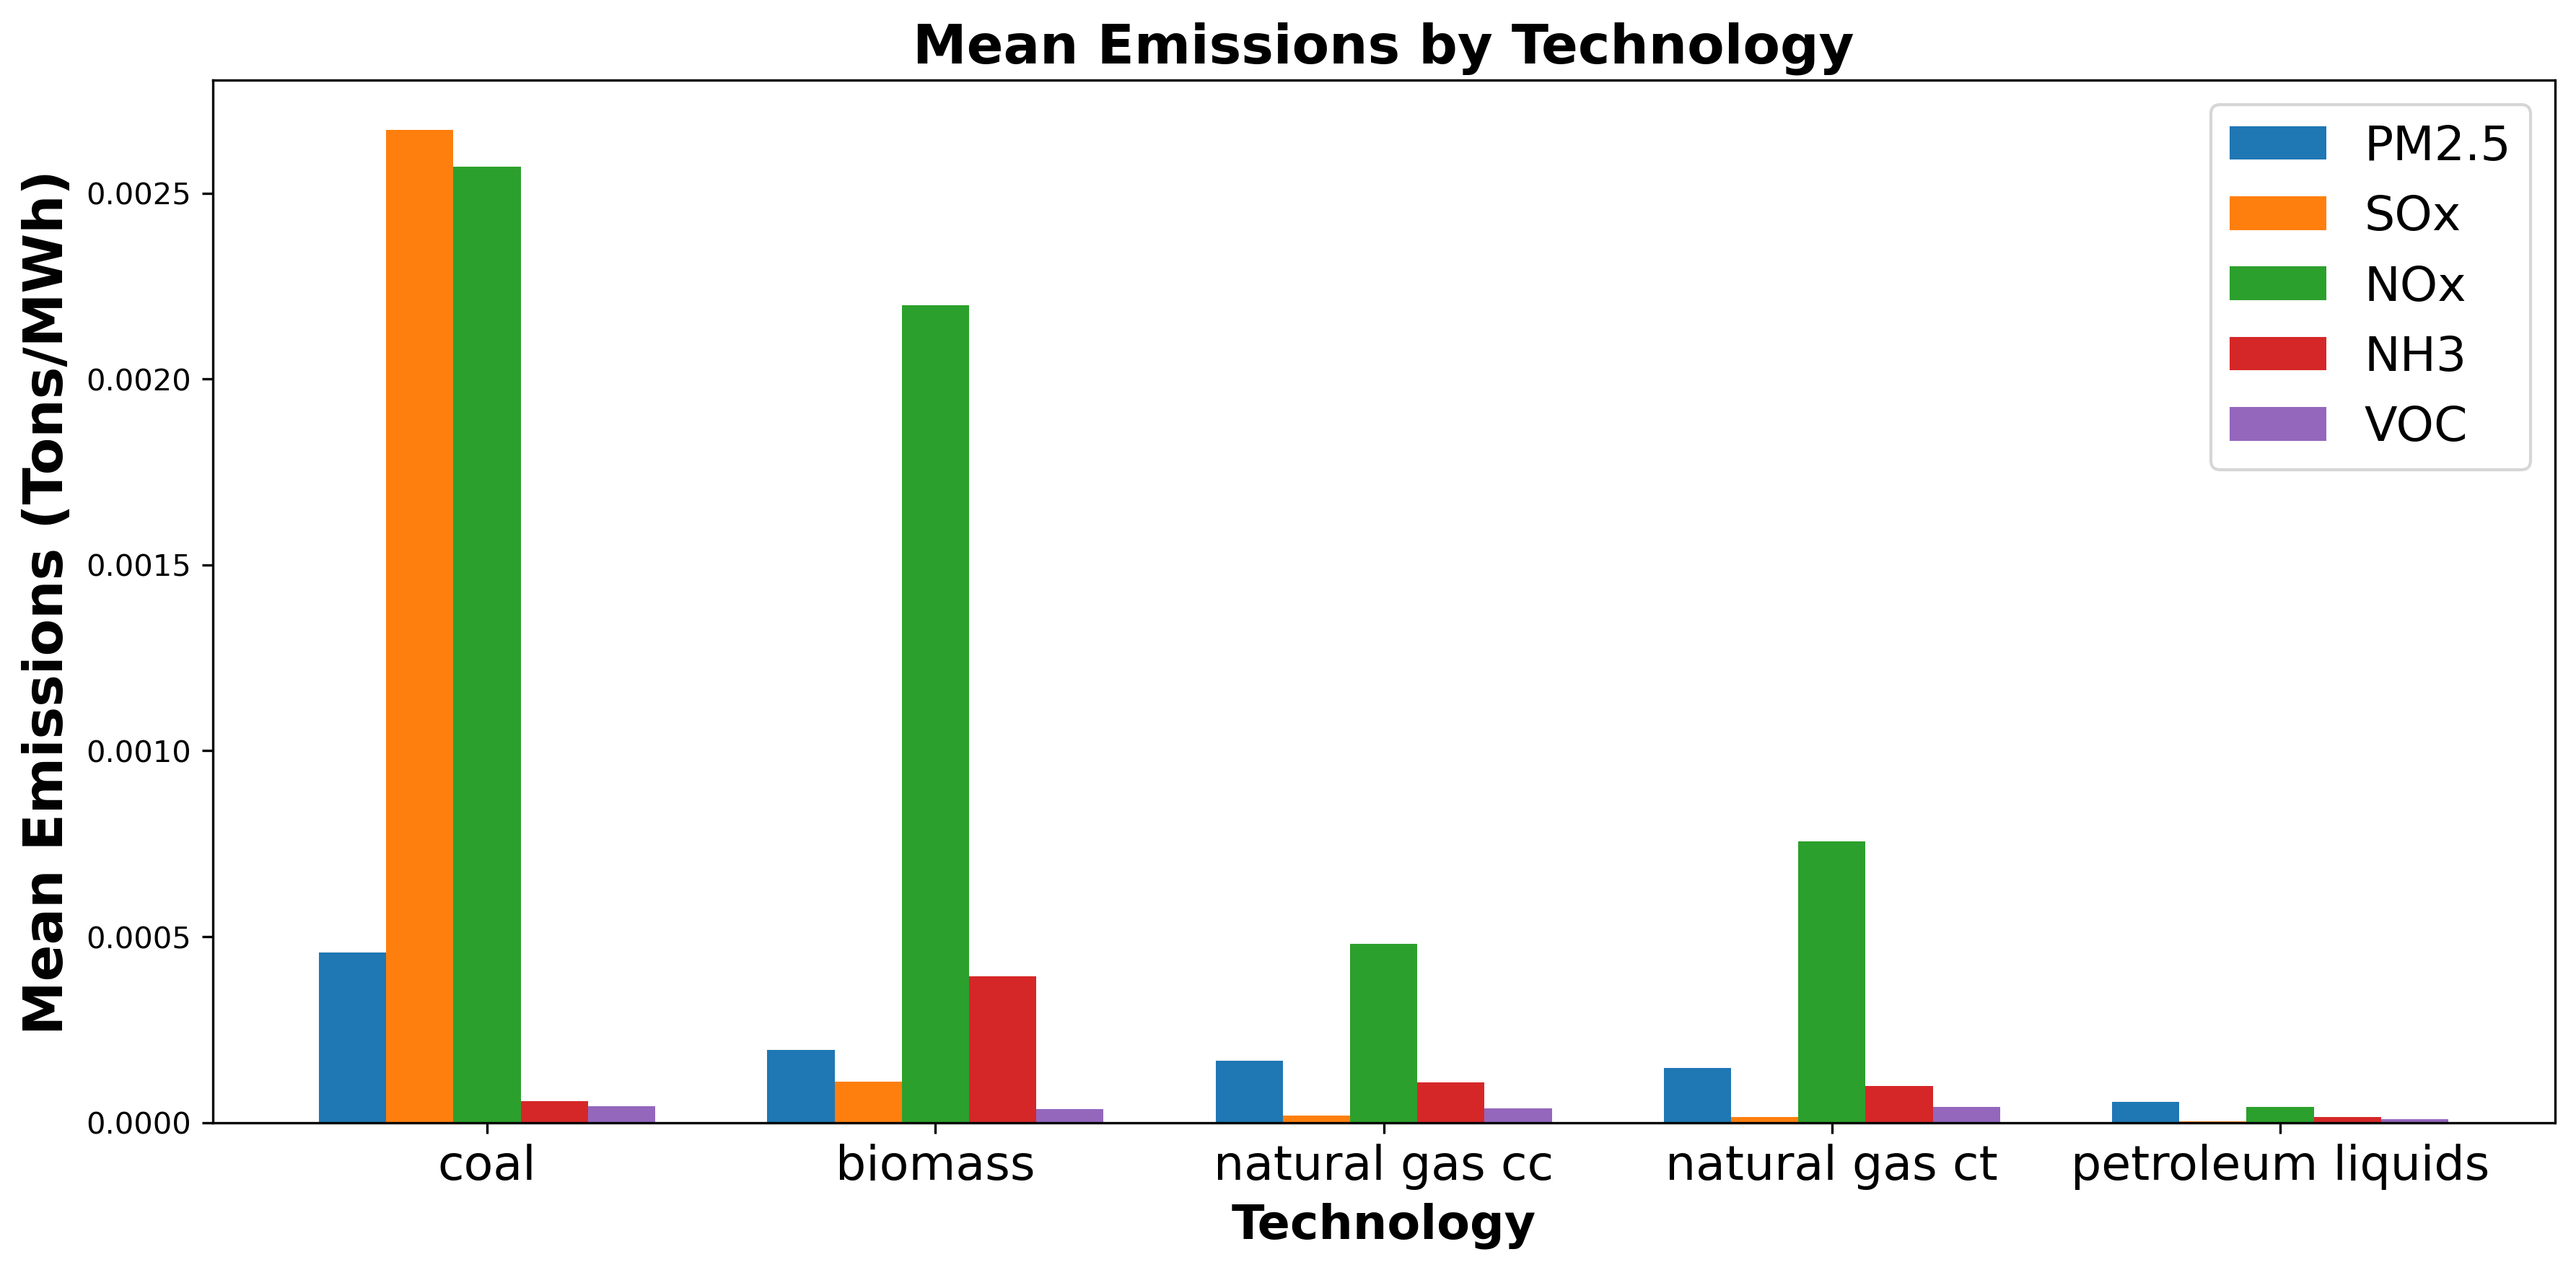 Mean Emissions by Technology
Mean Emissions (Tons/MWh)
0.0025
0.0020
0.0015
0.0010
0.0005
0.0000
PM2.5
SOx
NOx
NH3
VOC
coal
biomass
natural gas cc
natural gas ct
petroleum liquids
Technology